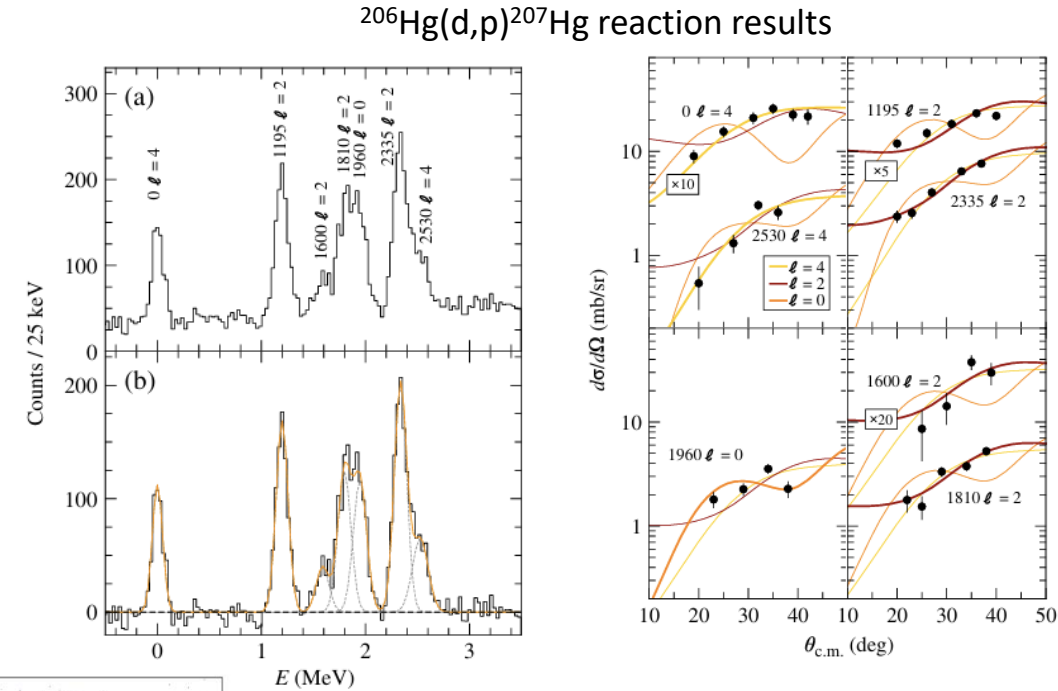 ²⁰⁶Hg(d,p)²⁰⁷Hg reaction results
(a)
0 ℓ = 4
1195 ℓ = 2
1600 ℓ = 2
1810 ℓ = 2
1960 ℓ = 0
2335 ℓ = 2
2530 ℓ = 4
300
200
100
0
(b)
200
100
0
Counts / 25 keV
0
1
2
3
E (MeV)
0 ℓ = 4
×10
2530 ℓ = 4
ℓ = 4
ℓ = 2
ℓ = 0
1195 ℓ = 2
×5
2335 ℓ = 2
10
1
dσ/dΩ (mb/sr)
1960 ℓ = 0
1600 ℓ = 2
×20
1810 ℓ = 2
10
1
10 20 30 40 10 20 30 40 50
θc.m. (deg)